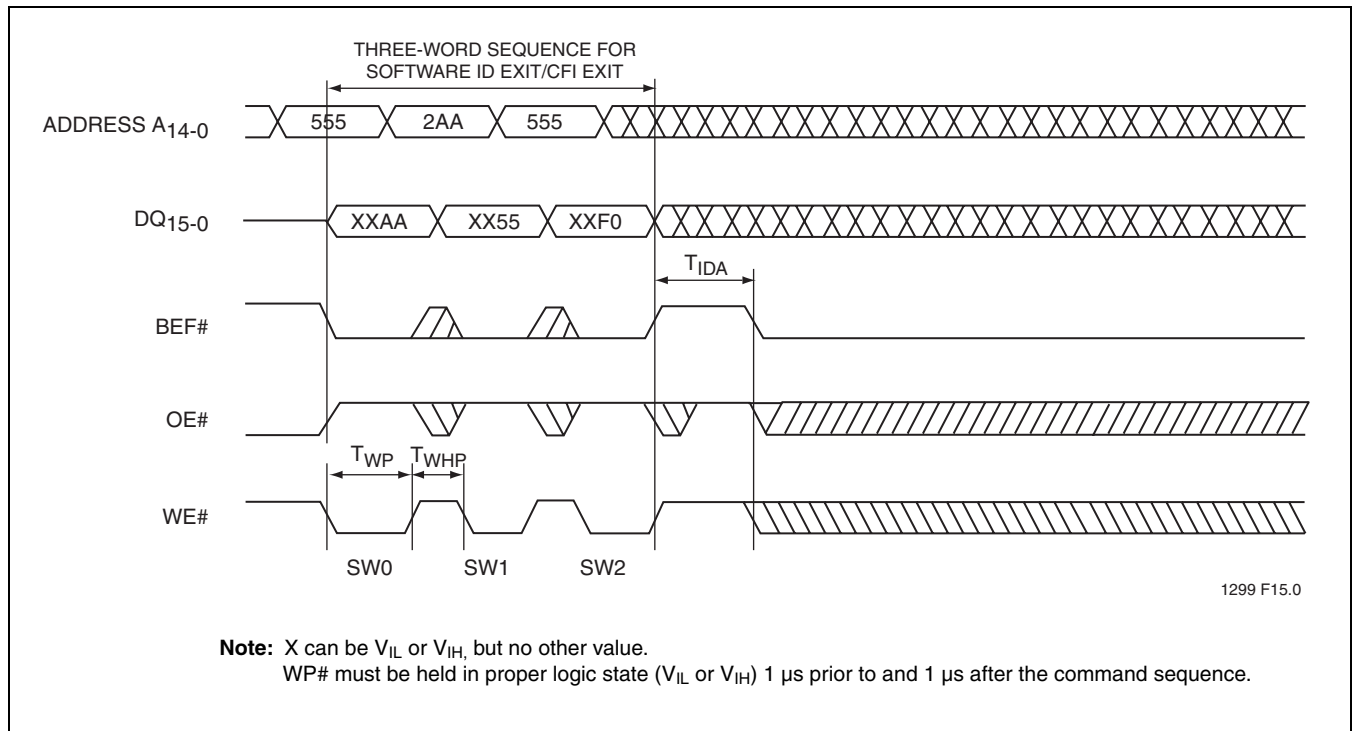 THREE-WORD SEQUENCE FOR
SOFTWARE ID EXIT/CFI EXIT
ADDRESS A14-0
555 2AA 555
DQ15-0
XXAA XX55 XXF0
TIDA
BEF#
OE#
TWP TWHP
WE#
SW0 SW1 SW2
1299 F15.0
Note: X can be VIL or VIH, but no other value.
WP# must be held in proper logic state (VIL or VIH) 1 µs prior to and 1 µs after the command sequence.